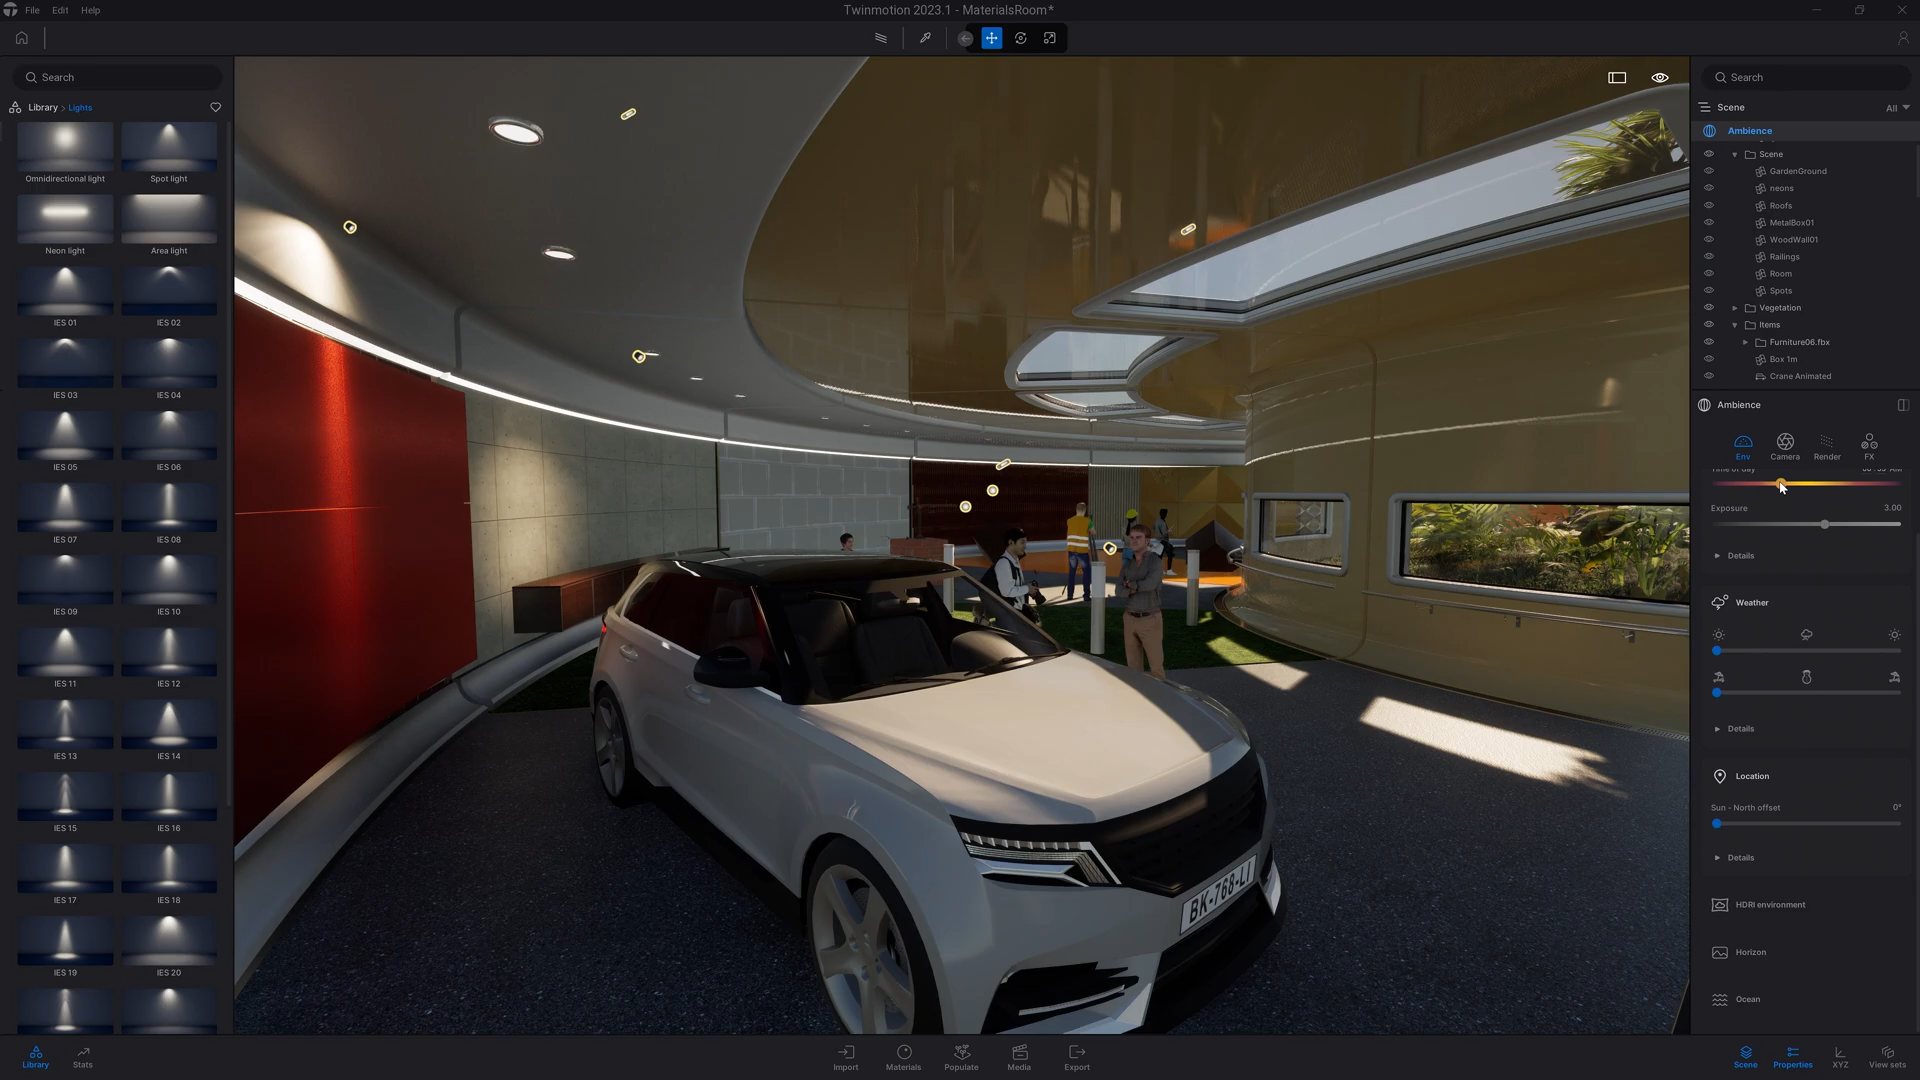 File Edit Help
Twinmotion 2023.1 - MaterialsRoom*
Search
Library > Lights
Omnidirectional light
Spot light
Neon light
Area light
IES 01
IES 02
IES 03
IES 04
IES 05
IES 06
IES 07
IES 08
IES 09
IES 10
IES 11
IES 12
IES 13
IES 14
IES 15
IES 16
IES 17
IES 18
IES 19
IES 20
BK-768-LI
Search
Scene
All
Ambience
Scene
GardenGround
neons
Roofs
MetalBox01
WoodWall01
Railings
Room
Spots
Vegetation
Items
Furniture06.fbx
Box 1m
Crane Animated
Ambience
Env
Camera
Render
FX
Time of day
Exposure
3.00
Details
Weather
Details
Location
Sun - North offset
0°
Details
HDRI environment
Horizon
Ocean
Library
Stats
Import
Materials
Populate
Media
Export
Scene
Properties
XYZ
View sets